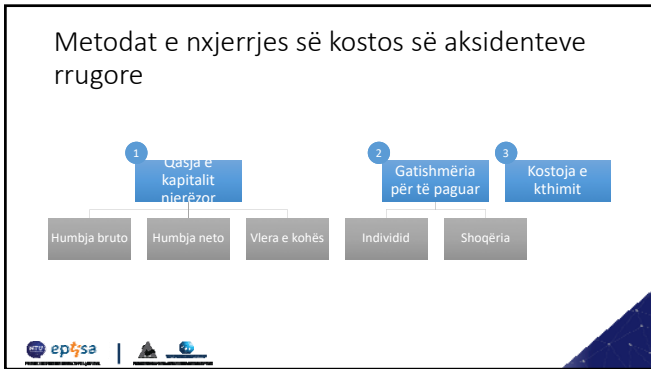 Metodat e nxjerrjes së kostos së aksidenteve
rrugore
1
Qasja e
kapitalit
njerëzor
2
Gatishmëria
për të paguar
3
Kostoja e
kthimit
Humbja bruto
Humbja neto
Vlera e kohës
Individid
Shoqëria
eptisa